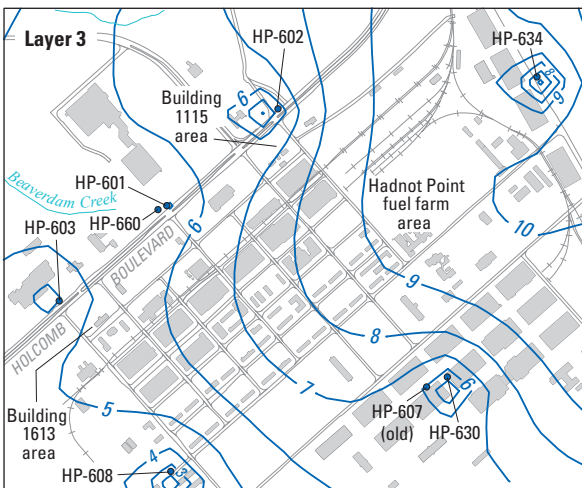 Layer 3
HP-602
HP-634
Building
1115
area
6
8
9
HP-601
Beaverdam Creek
HP-660
Hadnot Point
fuel farm
area
10
HP-603
6
BOULEVARD
9
HOLCOMB
8
7
6
Building
1613
area
5
HP-607
(old)
HP-630
4
3
HP-608